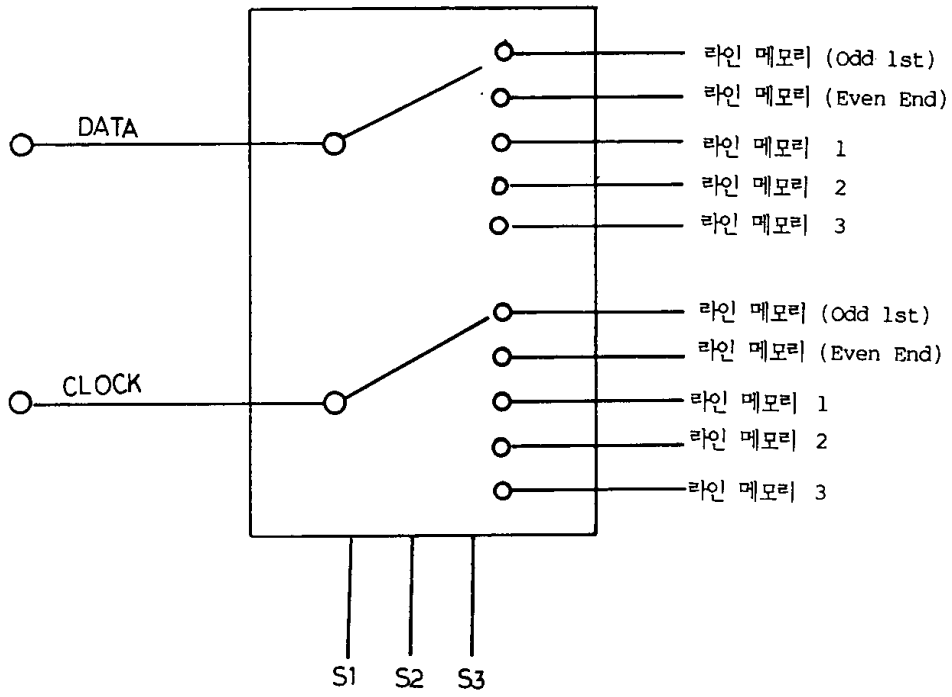 라인 메모리 (Odd 1st)
라인 메모리 (Even End)
DATA
라인 메모리 1
라인 메모리 2
라인 메모리 3
라인 메모리 (Odd 1st)
라인 메모리 (Even End)
CLOCK
라인 메모리 1
라인 메모리 2
라인 메모리 3
S1 S2 S3